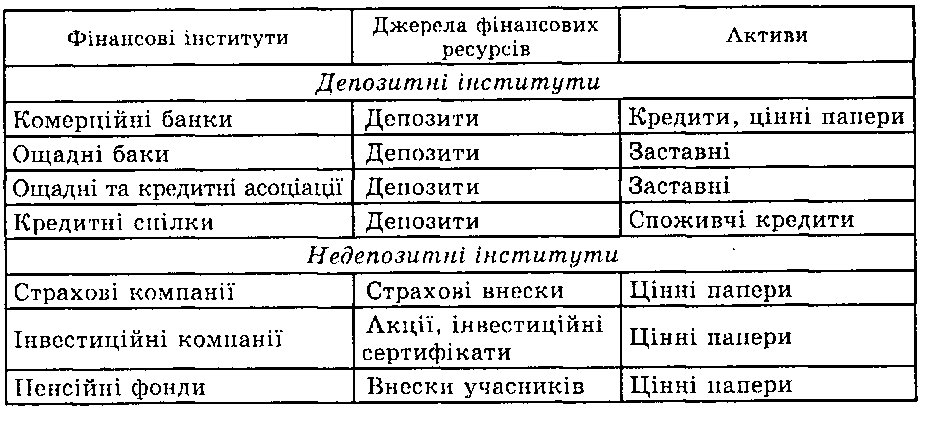 Фінансові інститути Джерела фінансових ресурсів Активи
Депозитні інститути
Комерційні банки Депозити Кредити, цінні папери
Ощадні баки Депозити Заставні
Ощадні та кредитні асоціації Депозити Заставні
Кредитні спілки Депозити Споживчі кредити
Недепозитні інститути
Страхові компанії Страхові внески Цінні папери
Інвестиційні компанії Акції, інвестиційні сертифікати Цінні папери
Пенсійні фонди Внески учасників Цінні папери